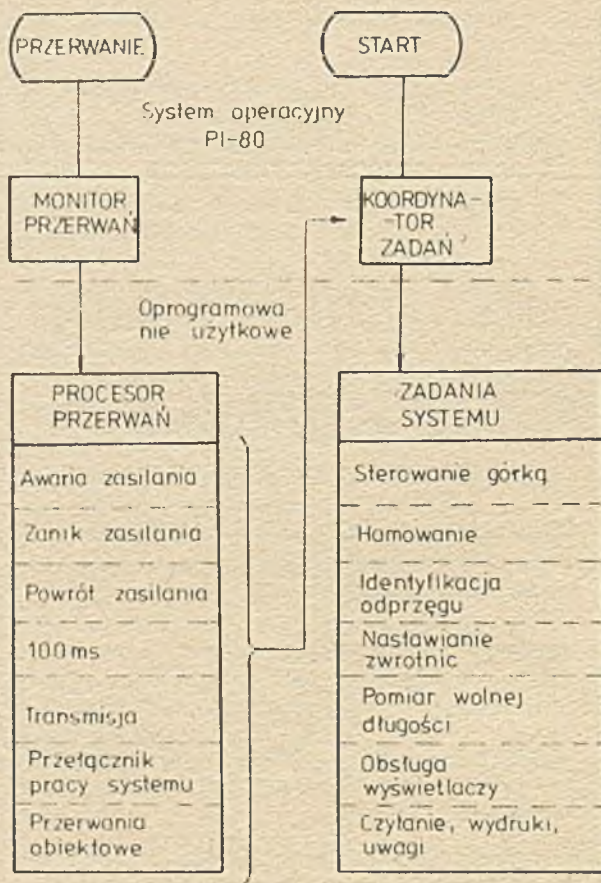 PRZERWANIE
START
System operacyjny
PI-80
MONITOR
PRZERWAŃ
KOORDYNA-
-TOR
ZADAŃ
Oprogramowa
nie użytkowe
PROCESOR
PRZERWAŃ
Awaria zasilania
Zanik zasilania
Powrót zasilania
100ms
Transmisja
Przełącznik
pracy systemu
Przerwania
obiektowe
ZADANIA
SYSTEMU
Sterowanie górką
Hamowanie
Identyfikacja
odprzęgu
Nastawianie
zwrotnic
Pomiar wolnej
długości
Obsługa
wyświetlaczy
Czytanie, wydruki,
uwagi